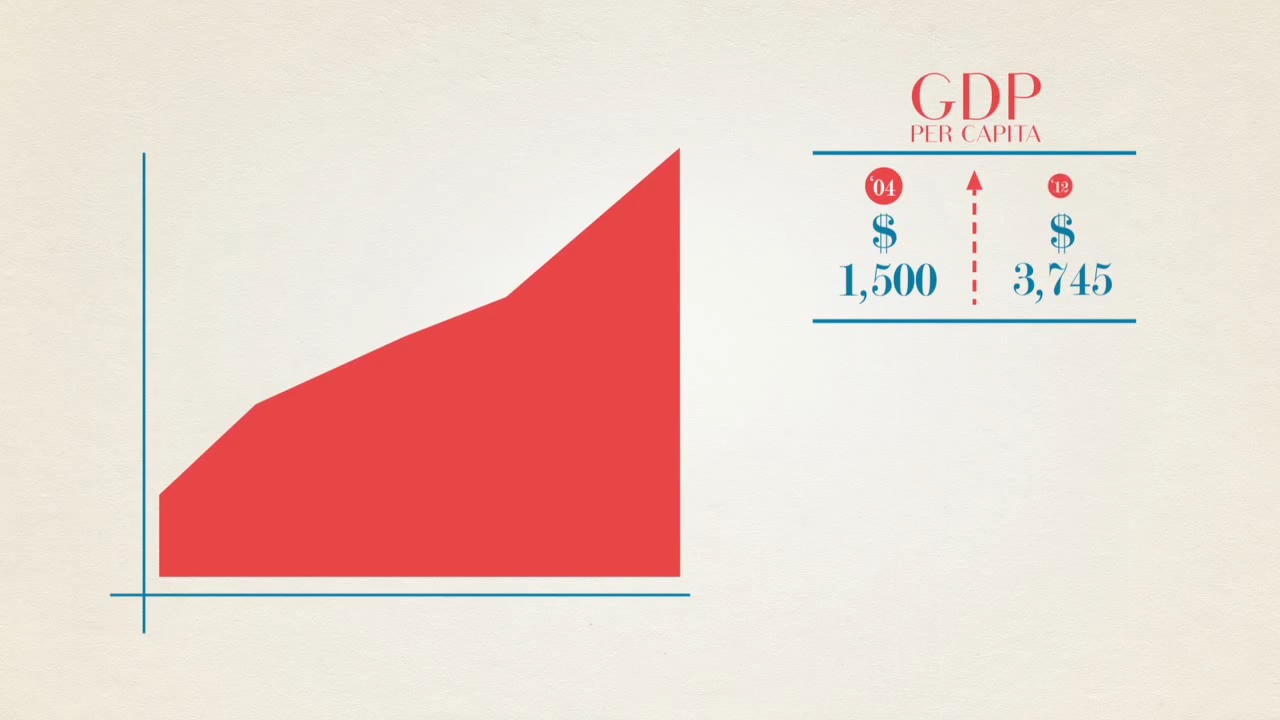 GDP
PER CAPITA
‘04 ‘12
$ $
1,500 3,745